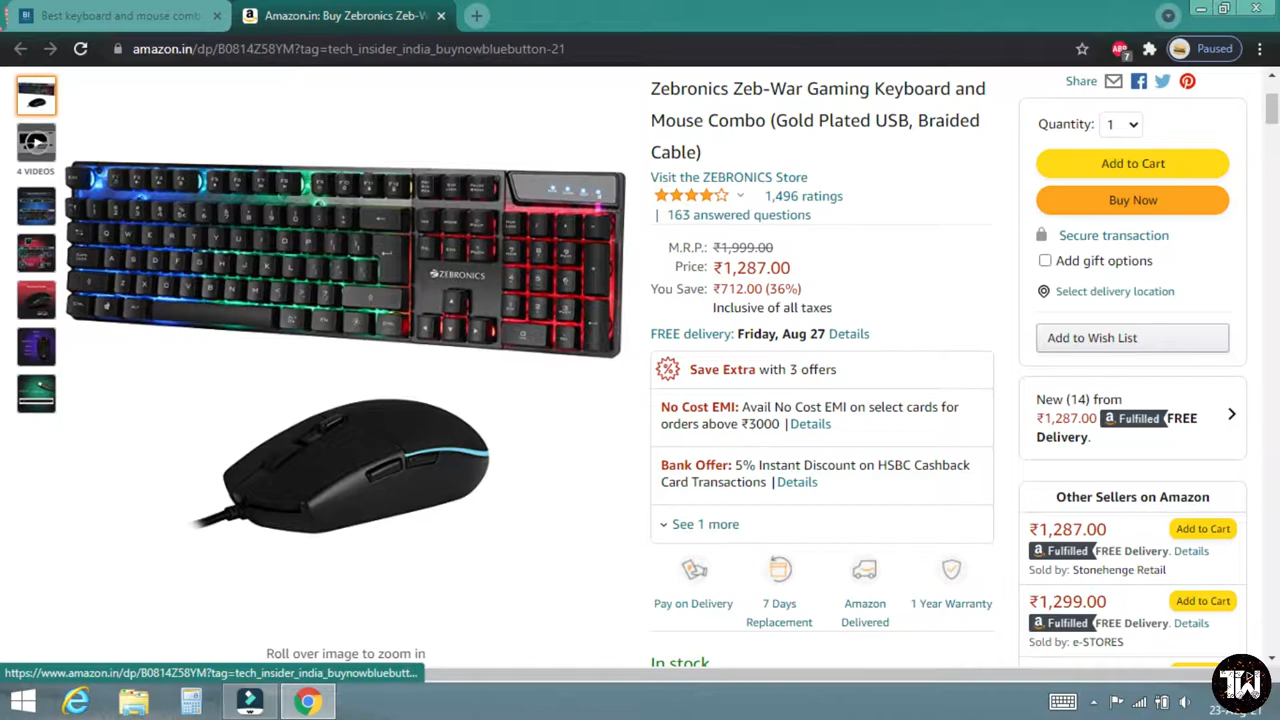 Best keyboard and mouse comb
Amazon.in: Buy Zebronics Zeb-W
amazon.in/dp/B0814Z58YM?tag=tech_insider_india_buynowbluebutton-21
ABP
7
Paused
4 VIDEOS
ZEBRONICS
Roll over image to zoom in
Zebronics Zeb-War Gaming Keyboard and
Mouse Combo (Gold Plated USB, Braided
Cable)
Visit the ZEBRONICS Store
1,496 ratings
| 163 answered questions
M.R.P.: ₹1,999.00
Price: ₹1,287.00
You Save: ₹712.00 (36%)
Inclusive of all taxes
FREE delivery: Friday, Aug 27 Details
Save Extra with 3 offers
No Cost EMI: Avail No Cost EMI on select cards for
orders above ₹3000 | Details
Bank Offer: 5% Instant Discount on HSBC Cashback
Card Transactions | Details
See 1 more
Pay on Delivery
7 Days
Replacement
Amazon
Delivered
1 Year Warranty
In stock
Share
Quantity: 1
Add to Cart
Buy Now
Secure transaction
Add gift options
Select delivery location
Add to Wish List
New (14) from
₹1,287.00 a Fulfilled FREE
Delivery.
Other Sellers on Amazon
₹1,287.00 Add to Cart
a Fulfilled FREE Delivery. Details
Sold by: Stonehenge Retail
₹1,299.00 Add to Cart
a Fulfilled FREE Delivery. Details
Sold by: e-STORES
https://www.amazon.in/dp/B0814Z58YM?tag=tech_insider_india_buynowbluebutt...
TW
23-Aug-21